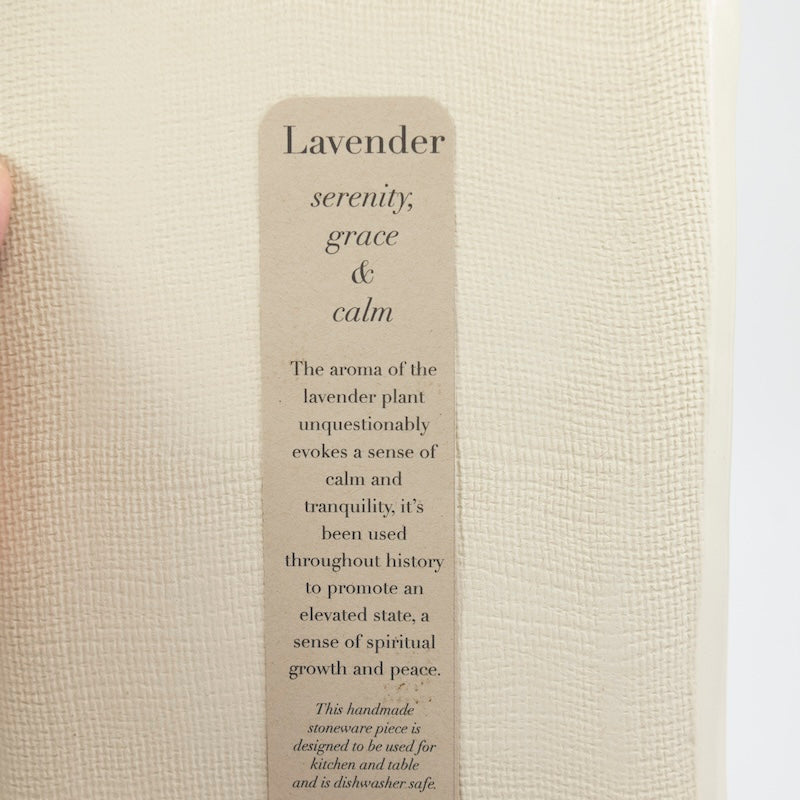 Lavender
serenity,
grace
&
calm
The aroma of the
lavender plant
unquestionably
evokes a sense of
calm and
tranquility, it's
been used
throughout history
to promote an
elevated state, a
sense of spiritual
growth and peace.
This handmade
stoneware piece is
designed to be used for
kitchen and table
and is dishwasher safe.